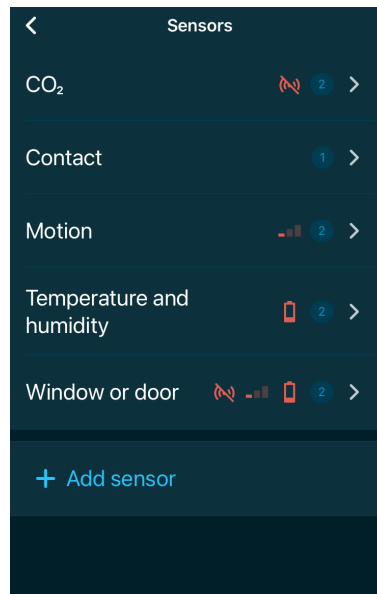 Sensors
CO₂
2
Contact
1
Motion
2
Temperature and
humidity
2
Window or door
2
Add sensor